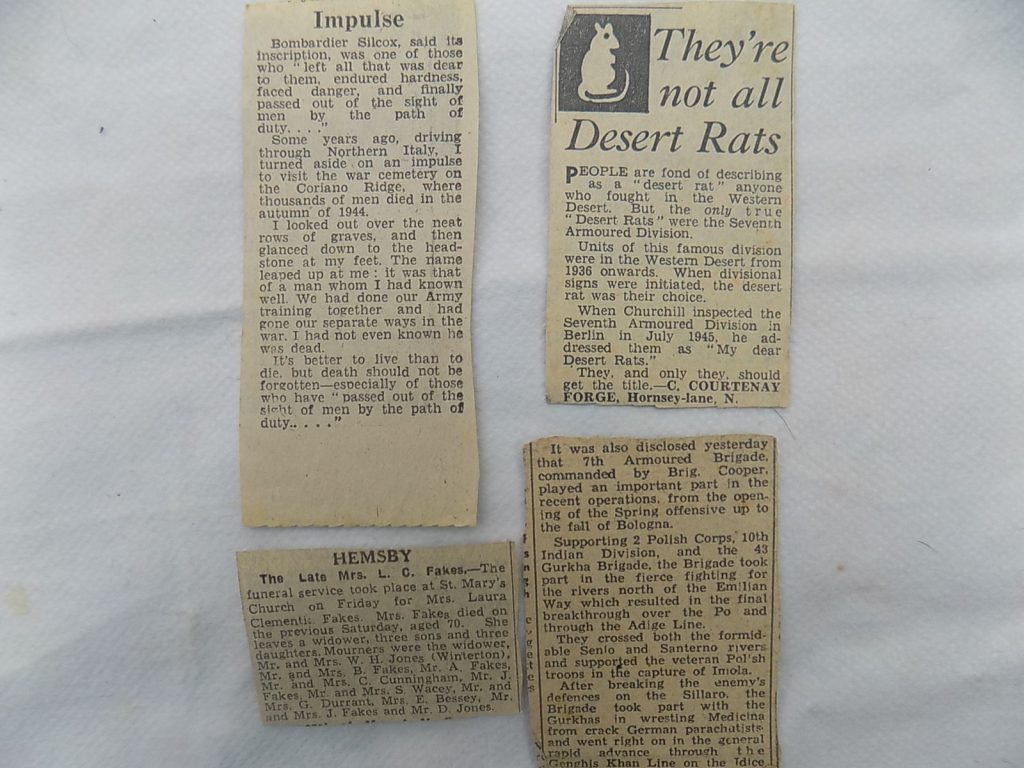 Impulse
Bombardier Silcox, said its
inscription, was one of those
who "left all that was dear
to them, endured hardness,
faced danger, and finally
passed out of the sight of
men by the path of
duty. . . ."
Some years ago, driving
through Northern Italy, I
turned aside on an impulse
to visit the war cemetery on
the Coriano Ridge, where
thousands of men died in the
autumn of 1944.
I looked out over the neat
rows of graves, and then
glanced down to the head-
stone at my feet. The name
leaped up at me : it was that
of a man whom I had known
well. We had done our Army
training together and had
gone our separate ways in the
war. I had not even known he
was dead.
It's better to live than to
die, but death should not be
forgotten—especially of those
who have "passed out of the
sight of men by the path of
duty.. . . ."
They're
not all
Desert Rats
PEOPLE are fond of describing
as a "desert rat" anyone
who fought in the Western
Desert. But the only true
"Desert Rats" were the Seventh
Armoured Division.
Units of this famous division
were in the Western Desert from
1936 onwards. When divisional
signs were initiated, the desert
rat was their choice.
When Churchill inspected the
Seventh Armoured Division in
Berlin in July 1945, he ad-
dressed them as "My dear
Desert Rats."
They, and only they, should
get the title.—C. COURTENAY
FORGE, Hornsey-lane, N.
HEMSBY
The Late Mrs. L. C. Fakes.—The
funeral service took place at St. Mary's
Church on Friday for Mrs. Laura
Clementic Fakes. Mrs. Fakes died on
the previous Saturday, aged 70. She
leaves a widower, three sons and three
daughters. Mourners were the widower,
Mr. and Mrs. W. H. Jones (Winterton),
Mr. and Mrs. B. Fakes, Mr. A. Fakes,
Mr. and Mrs. C. Cunningham, Mr. J.
Fakes, Mr. and Mrs. S. Wacey, Mr. and
Mrs. G. Durrant, Mrs. E. Bessey, Mr.
and Mrs. J. Fakes and Mr. D. Jones.
It was also disclosed yesterday
that 7th Armoured Brigade,
commanded by Brig. Cooper,
played an important part in the
recent operations, from the open-
ing of the Spring offensive up to
the fall of Bologna.
Supporting 2 Polish Corps, 10th
Indian Division, and the 43
Gurkha Brigade, the Brigade took
part in the fierce fighting for
the rivers north of the Emilian
Way which resulted in the final
breakthrough over the Po and
through the Adige Line.
They crossed both the formid-
able Senio and Santerno rivers
and supported the veteran Polish
troops in the capture of Imola.
After breaking the enemy's
defences on the Sillaro, the
Brigade took part with the
Gurkhas in wresting Medicina
from crack German parachutists
and went right on in the general
rapid advance through the
Genghis Khan Line on the Idice